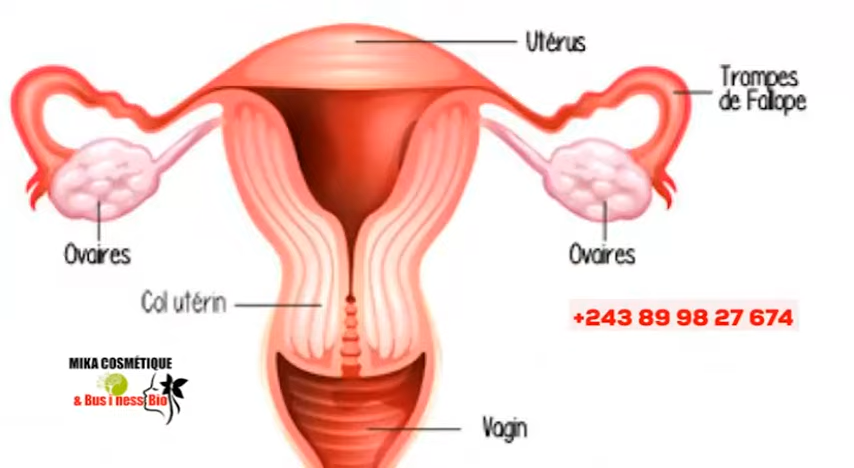 Utérus
Trompes
de Fallope
Ovaires
Ovaires
Col utérin
+243 89 98 27 674
MIKA COSMÉTIQUE
& Bus i ness Bio
Vagin